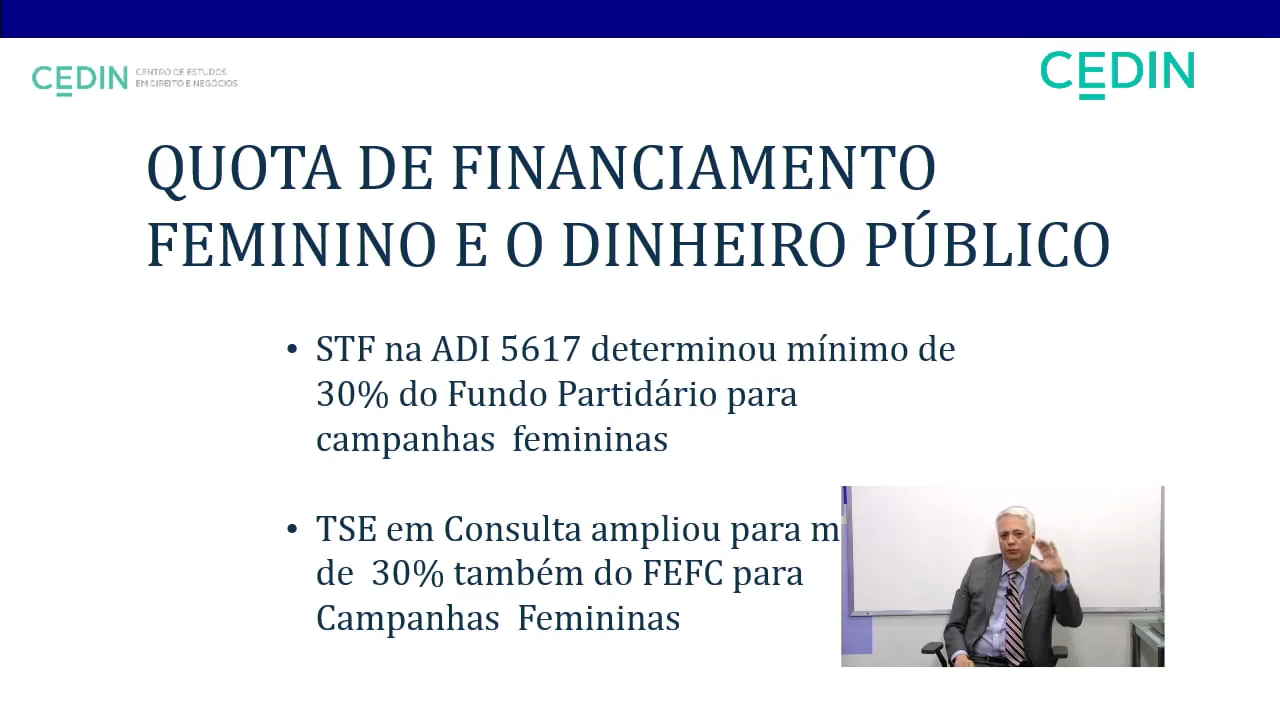 CEDIN CENTRO DE ESTUDOS
EM DIREITO E NEGÓCIOS
CEDIN
QUOTA DE FINANCIAMENTO
FEMININO E O DINHEIRO PÚBLICO
• STF na ADI 5617 determinou mínimo de
30% do Fundo Partidário para
campanhas femininas
• TSE em Consulta ampliou para m
de 30% também do FEFC para
Campanhas Femininas